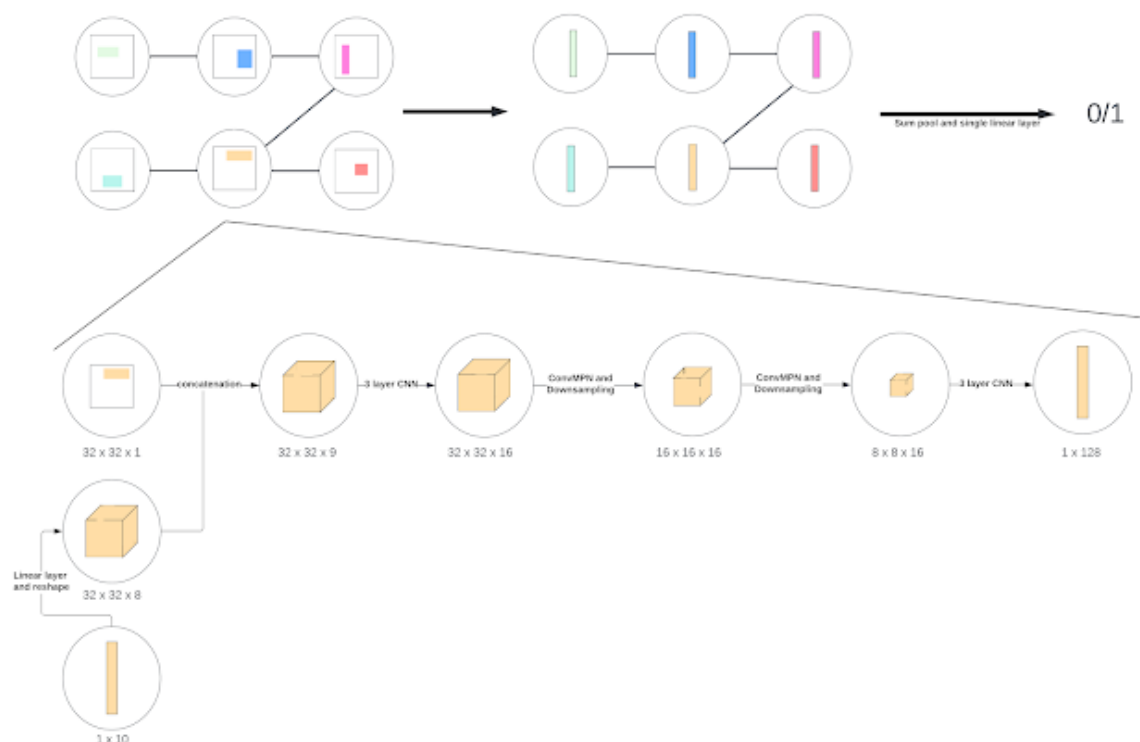 0/1
Sum pool and single linear layer
concatenation
3 layer CNN
ConvMPN and
Downsampling
ConvMPN and
Downsampling
3 layer CNN
32 x 32 x 1
32 x 32 x 9
32 x 32 x 16
16 x 16 x 16
8 x 8 x 16
1 x 128
Linear layer
and reshape
32 x 32 x 8
1 x 10